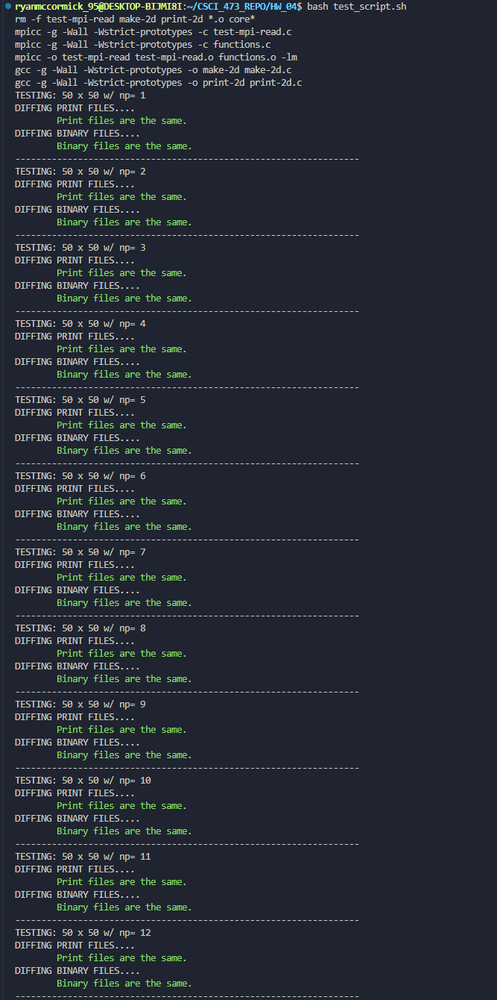 ryanmccormick_95@DESKTOP-BIJMI8I:~/CSCI_473_REPO/HW_04$ bash test_script.sh
rm -f test-mpi-read make-2d print-2d *.o core*
mpicc -g -Wall -Wstrict-prototypes -c test-mpi-read.c
mpicc -g -Wall -Wstrict-prototypes -c functions.c
mpicc -o test-mpi-read test-mpi-read.o functions.o -lm
gcc -g -Wall -Wstrict-prototypes -o make-2d make-2d.c
gcc -g -Wall -Wstrict-prototypes -o print-2d print-2d.c
TESTING: 50 x 50 w/ np= 1
DIFFING PRINT FILES....
        Print files are the same.
DIFFING BINARY FILES....
        Binary files are the same.
------------------------------------------------------------------
TESTING: 50 x 50 w/ np= 2
DIFFING PRINT FILES....
        Print files are the same.
DIFFING BINARY FILES....
        Binary files are the same.
------------------------------------------------------------------
TESTING: 50 x 50 w/ np= 3
DIFFING PRINT FILES....
        Print files are the same.
DIFFING BINARY FILES....
        Binary files are the same.
------------------------------------------------------------------
TESTING: 50 x 50 w/ np= 4
DIFFING PRINT FILES....
        Print files are the same.
DIFFING BINARY FILES....
        Binary files are the same.
------------------------------------------------------------------
TESTING: 50 x 50 w/ np= 5
DIFFING PRINT FILES....
        Print files are the same.
DIFFING BINARY FILES....
        Binary files are the same.
------------------------------------------------------------------
TESTING: 50 x 50 w/ np= 6
DIFFING PRINT FILES....
        Print files are the same.
DIFFING BINARY FILES....
        Binary files are the same.
------------------------------------------------------------------
TESTING: 50 x 50 w/ np= 7
DIFFING PRINT FILES....
        Print files are the same.
DIFFING BINARY FILES....
        Binary files are the same.
------------------------------------------------------------------
TESTING: 50 x 50 w/ np= 8
DIFFING PRINT FILES....
        Print files are the same.
DIFFING BINARY FILES....
        Binary files are the same.
------------------------------------------------------------------
TESTING: 50 x 50 w/ np= 9
DIFFING PRINT FILES....
        Print files are the same.
DIFFING BINARY FILES....
        Binary files are the same.
------------------------------------------------------------------
TESTING: 50 x 50 w/ np= 10
DIFFING PRINT FILES....
        Print files are the same.
DIFFING BINARY FILES....
        Binary files are the same.
------------------------------------------------------------------
TESTING: 50 x 50 w/ np= 11
DIFFING PRINT FILES....
        Print files are the same.
DIFFING BINARY FILES....
        Binary files are the same.
------------------------------------------------------------------
TESTING: 50 x 50 w/ np= 12
DIFFING PRINT FILES....
        Print files are the same.
DIFFING BINARY FILES....
        Binary files are the same.
------------------------------------------------------------------